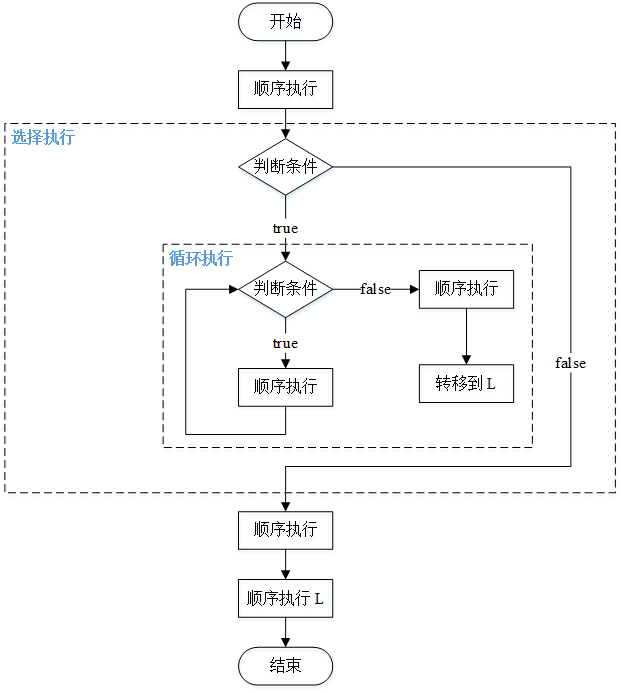 开始
顺序执行
选择执行
判断条件
true
循环执行
判断条件
false
顺序执行
true
false
顺序执行
转移到 L
顺序执行
顺序执行 L
结束